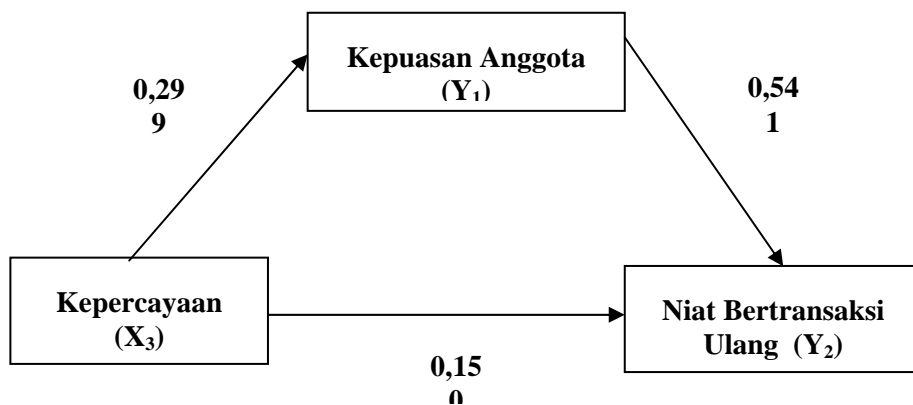 Kepuasan Anggota
(Y₁)
0,29
9
0,54
1
Kepercayaan
(X₃)
Niat Bertransaksi
Ulang (Y₂)
0,15
0